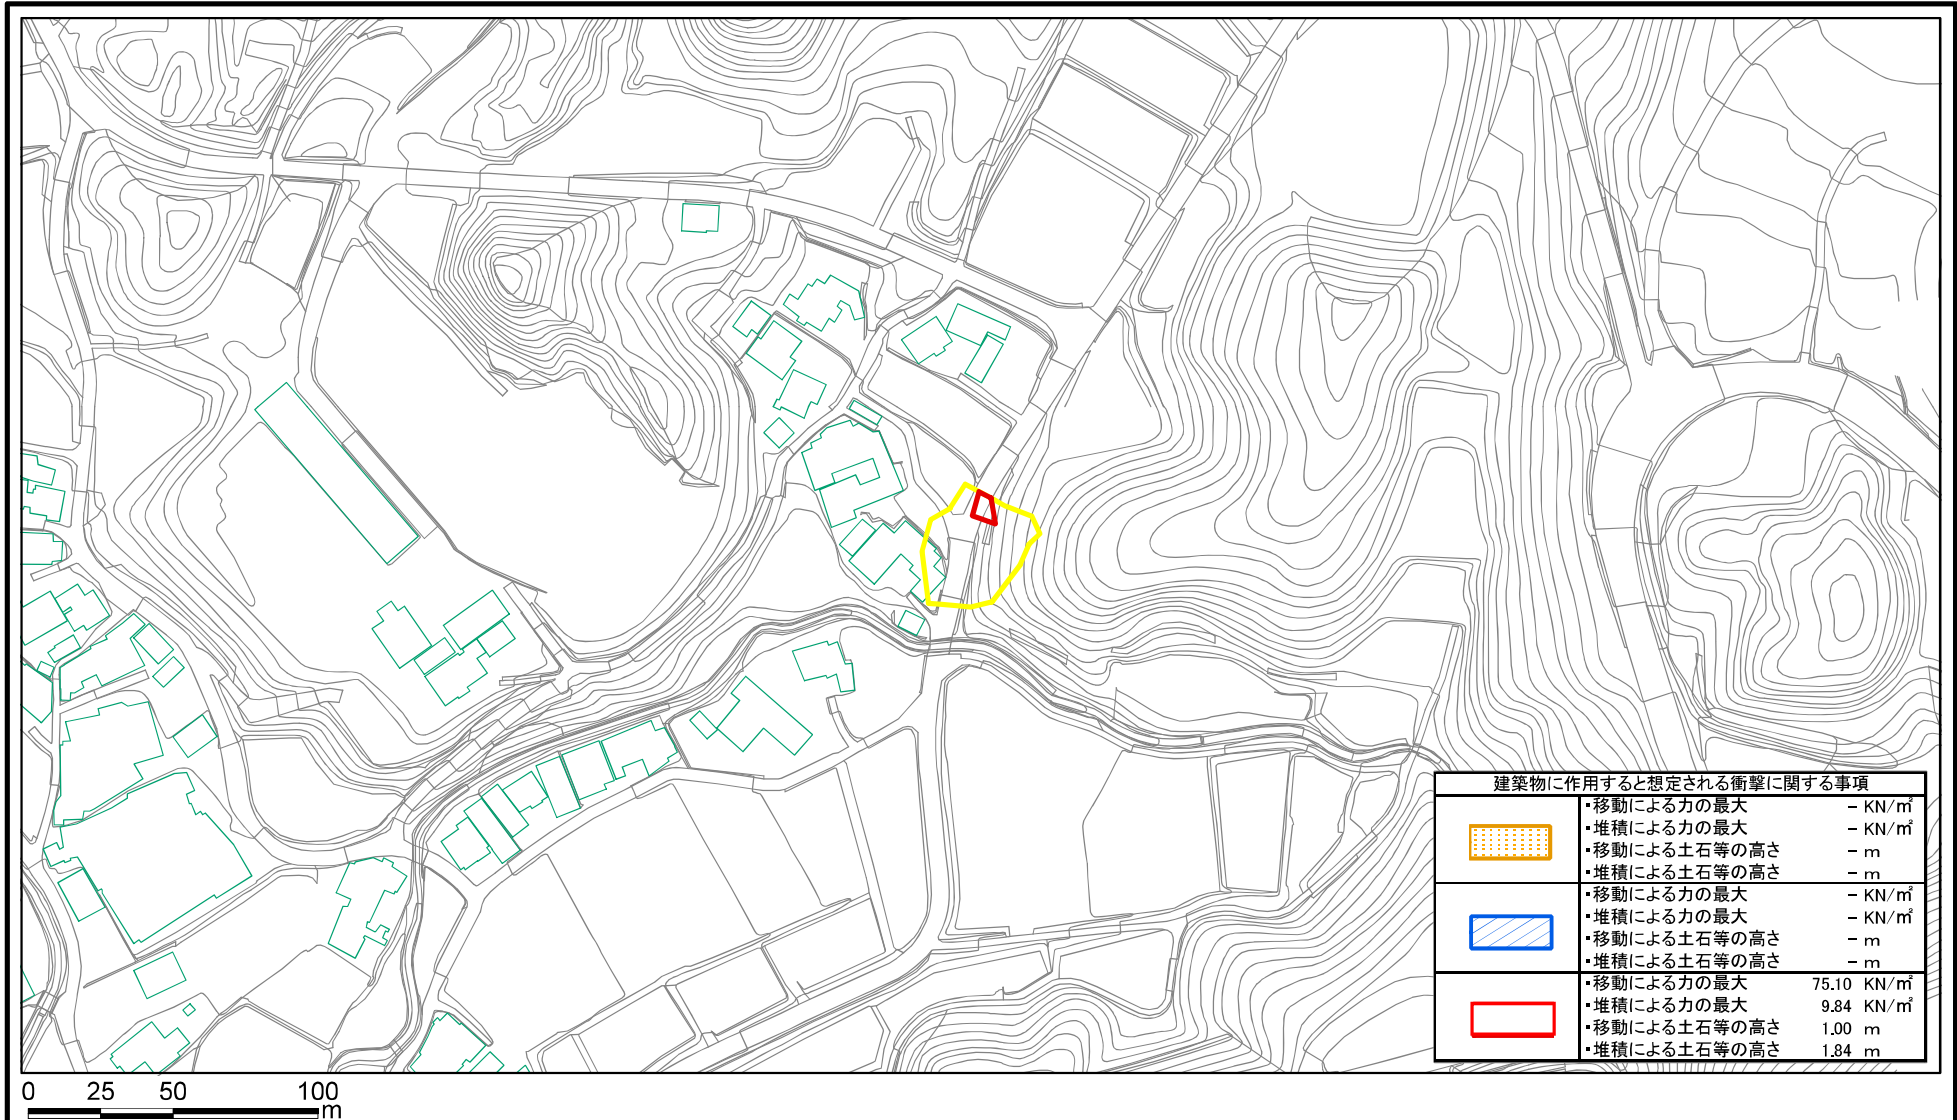 建築物に作用すると想定される衝撃に関する事項
・移動による力の最大 － KN/㎡
・堆積による力の最大 － KN/㎡
・移動による土石等の高さ － m
・堆積による土石等の高さ － m
・移動による力の最大 － KN/㎡
・堆積による力の最大 － KN/㎡
・移動による土石等の高さ － m
・堆積による土石等の高さ － m
・移動による力の最大 75.10 KN/㎡
・堆積による力の最大 9.84 KN/㎡
・移動による土石等の高さ 1.00 m
・堆積による土石等の高さ 1.84 m
0 25 50 100
m